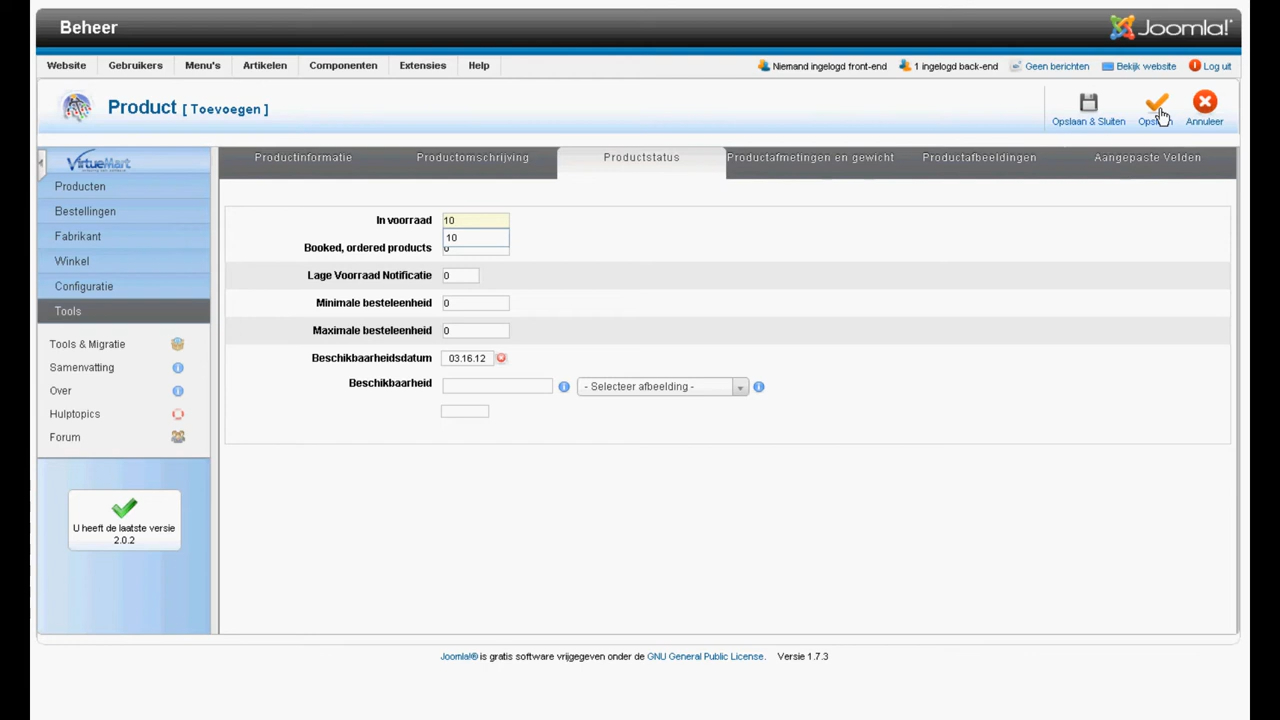 Beheer
Joomla!
Website Gebruikers Menu's Artikelen Componenten Extensies Help
Niemand ingelogd front-end 1 ingelogd back-end Geen berichten Bekijk website Log uit
Product [ Toevoegen ]
Opslaan & Sluiten Annuleer
VirtueMart
Productinformatie Productomschrijving Productstatus Productafmetingen en gewicht Productafbeeldingen Aangepaste Velden
Producten
Bestellingen
Fabrikant
Winkel
Configuratie
Tools
Tools & Migratie
Samenvatting
Over
Hulptopics
Forum
U heeft de laatste versie
2.0.2
In voorraad 10
10
Booked, ordered products 0
Lage Voorraad Notificatie 0
Minimale besteleenheid 0
Maximale besteleenheid 0
Beschikbaarheidsdatum 03.16.12
Beschikbaarheid - Selecteer afbeelding -
Joomla!® is gratis software vrijgegeven onder de GNU General Public License. Versie 1.7.3